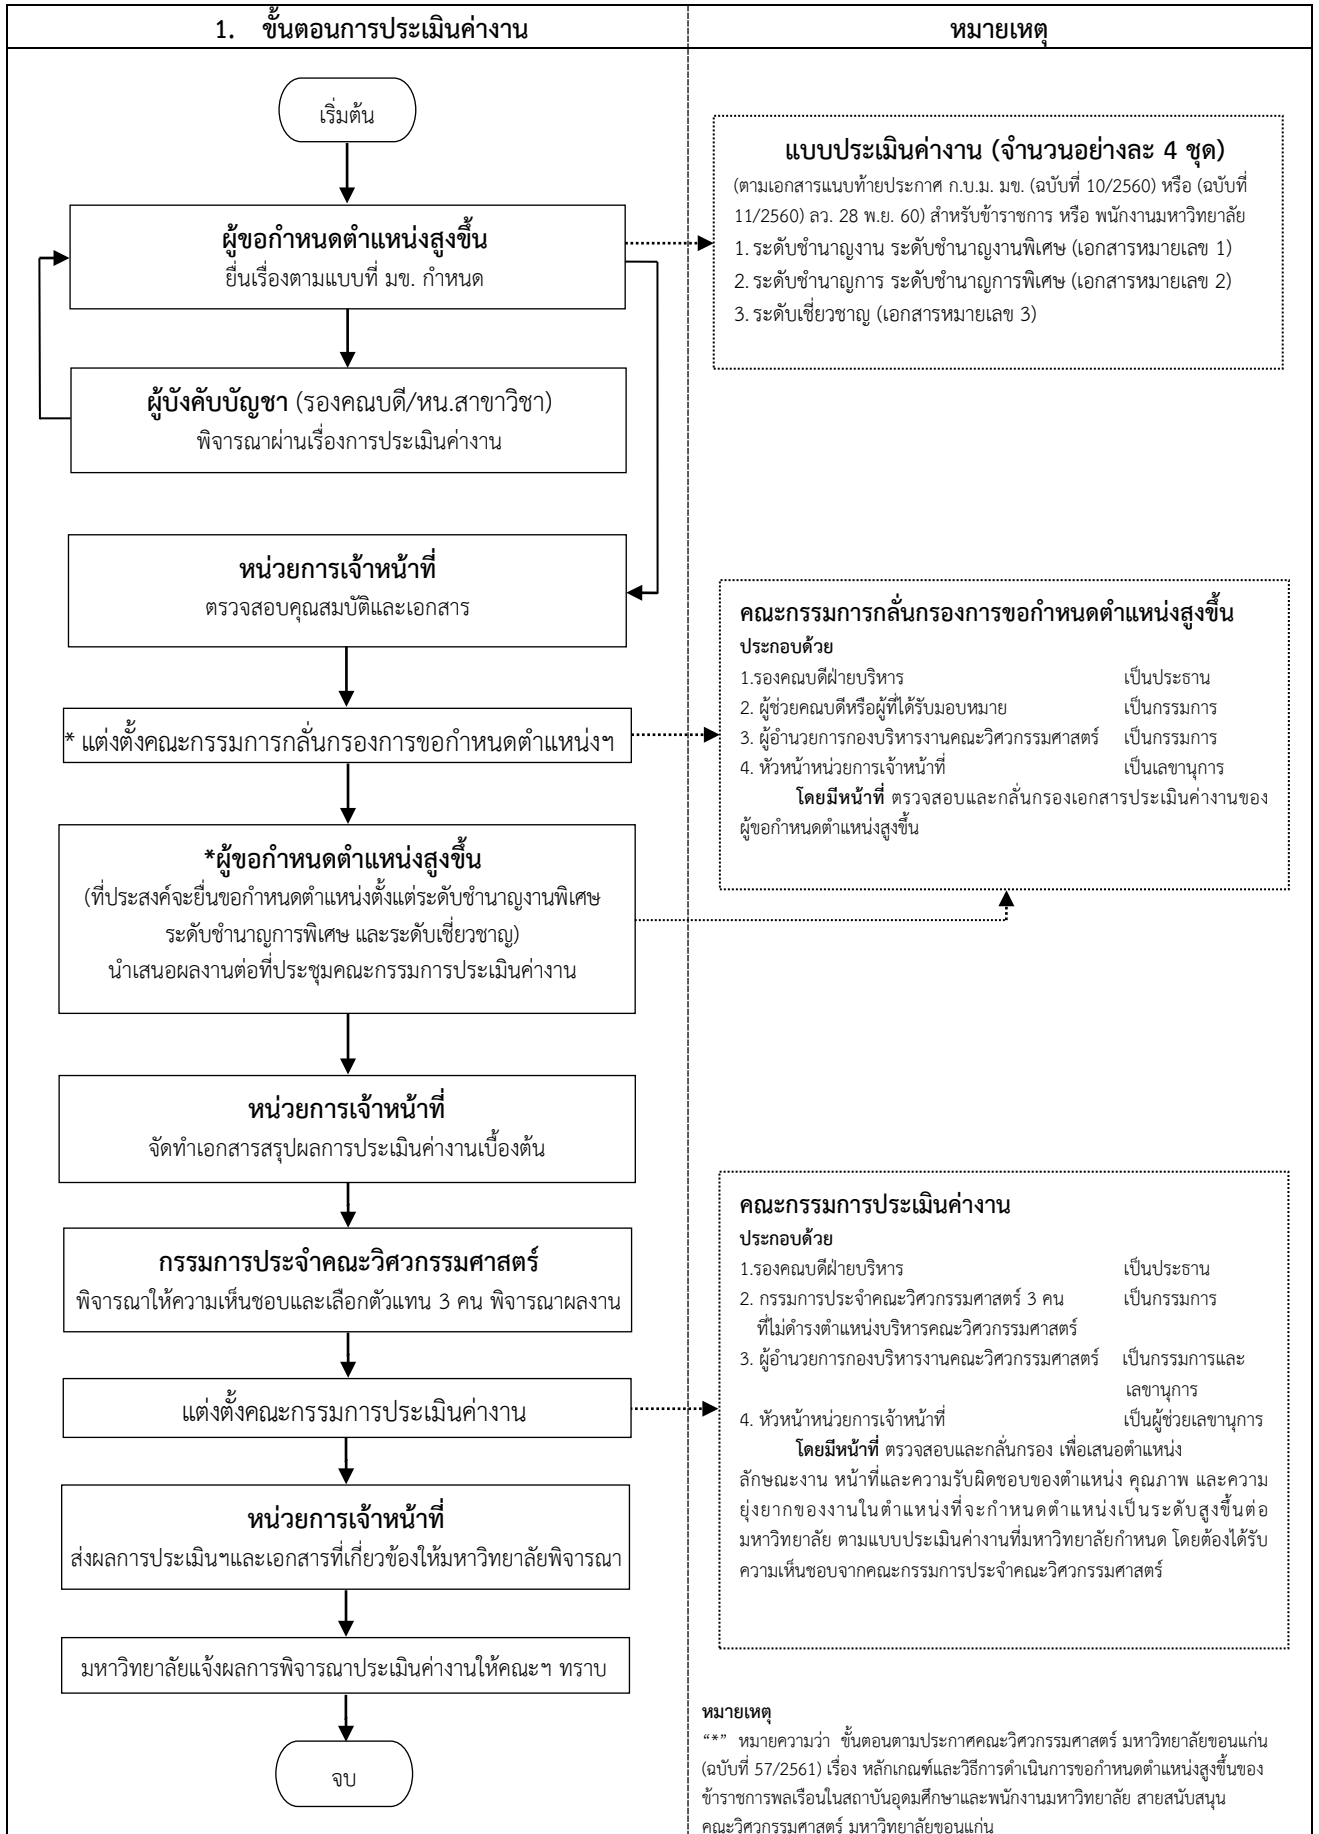 1. ขั้นตอนการประเมินค่างาน
หมายเหตุ
เริ่มต้น
ผู้ขอกำหนดตำแหน่งสูงขึ้น
ยื่นเรื่องตามแบบที่ มข. กำหนด
แบบประเมินค่างาน (จำนวนอย่างละ 4 ชุด)
(ตามเอกสารแนบท้ายประกาศ ก.บ.ม. มข. (ฉบับที่ 10/2560) หรือ (ฉบับที่
11/2560) ลว. 28 พ.ย. 60) สำหรับข้าราชการ หรือ พนักงานมหาวิทยาลัย
1. ระดับชำนาญงาน ระดับชำนาญงานพิเศษ (เอกสารหมายเลข 1)
2. ระดับชำนาญการ ระดับชำนาญการพิเศษ (เอกสารหมายเลข 2)
3. ระดับเชี่ยวชาญ (เอกสารหมายเลข 3)
ผู้บังคับบัญชา (รองคณบดี/หน.สาขาวิชา)
พิจารณาผ่านเรื่องการประเมินค่างาน
หน่วยการเจ้าหน้าที่
ตรวจสอบคุณสมบัติและเอกสาร
* แต่งตั้งคณะกรรมการกลั่นกรองการขอกำหนดตำแหน่งฯ
คณะกรรมการกลั่นกรองการขอกำหนดตำแหน่งสูงขึ้น
ประกอบด้วย
1.รองคณบดีฝ่ายบริหาร เป็นประธาน
2. ผู้ช่วยคณบดีหรือผู้ที่ได้รับมอบหมาย เป็นกรรมการ
3. ผู้อำนวยการกองบริหารงานคณะวิศวกรรมศาสตร์ เป็นกรรมการ
4. หัวหน้าหน่วยการเจ้าหน้าที่ เป็นเลขานุการ
โดยมีหน้าที่ ตรวจสอบและกลั่นกรองเอกสารประเมินค่างานของ
ผู้ขอกำหนดตำแหน่งสูงขึ้น
*ผู้ขอกำหนดตำแหน่งสูงขึ้น
(ที่ประสงค์จะยื่นขอกำหนดตำแหน่งตั้งแต่ระดับชำนาญงานพิเศษ
ระดับชำนาญการพิเศษ และระดับเชี่ยวชาญ)
นำเสนอผลงานต่อที่ประชุมคณะกรรมการประเมินค่างาน
หน่วยการเจ้าหน้าที่
จัดทำเอกสารสรุปผลการประเมินค่างานเบื้องต้น
กรรมการประจำคณะวิศวกรรมศาสตร์
พิจารณาให้ความเห็นชอบและเลือกตัวแทน 3 คน พิจารณาผลงาน
แต่งตั้งคณะกรรมการประเมินค่างาน
คณะกรรมการประเมินค่างาน
ประกอบด้วย
1.รองคณบดีฝ่ายบริหาร เป็นประธาน
2. กรรมการประจำคณะวิศวกรรมศาสตร์ 3 คน เป็นกรรมการ
ที่ไม่ดำรงตำแหน่งบริหารคณะวิศวกรรมศาสตร์
3. ผู้อำนวยการกองบริหารงานคณะวิศวกรรมศาสตร์ เป็นกรรมการและ
เลขานุการ
4. หัวหน้าหน่วยการเจ้าหน้าที่ เป็นผู้ช่วยเลขานุการ
โดยมีหน้าที่ ตรวจสอบและกลั่นกรอง เพื่อเสนอตำแหน่ง
ลักษณะงาน หน้าที่และความรับผิดชอบของตำแหน่ง คุณภาพ และความ
ยุ่งยากของงานในตำแหน่งที่จะกำหนดตำแหน่งเป็นระดับสูงขึ้นต่อ
มหาวิทยาลัย ตามแบบประเมินค่างานที่มหาวิทยาลัยกำหนด โดยต้องได้รับ
ความเห็นชอบจากคณะกรรมการประจำคณะวิศวกรรมศาสตร์
หน่วยการเจ้าหน้าที่
ส่งผลการประเมินฯและเอกสารที่เกี่ยวข้องให้มหาวิทยาลัยพิจารณา
มหาวิทยาลัยแจ้งผลการพิจารณาประเมินค่างานให้คณะฯ ทราบ
จบ
หมายเหตุ
“*” หมายความว่า ขั้นตอนตามประกาศคณะวิศวกรรมศาสตร์ มหาวิทยาลัยขอนแก่น
(ฉบับที่ 57/2561) เรื่อง หลักเกณฑ์และวิธีการดำเนินการขอกำหนดตำแหน่งสูงขึ้นของ
ข้าราชการพลเรือนในสถาบันอุดมศึกษาและพนักงานมหาวิทยาลัย สายสนับสนุน
คณะวิศวกรรมศาสตร์ มหาวิทยาลัยขอนแก่น